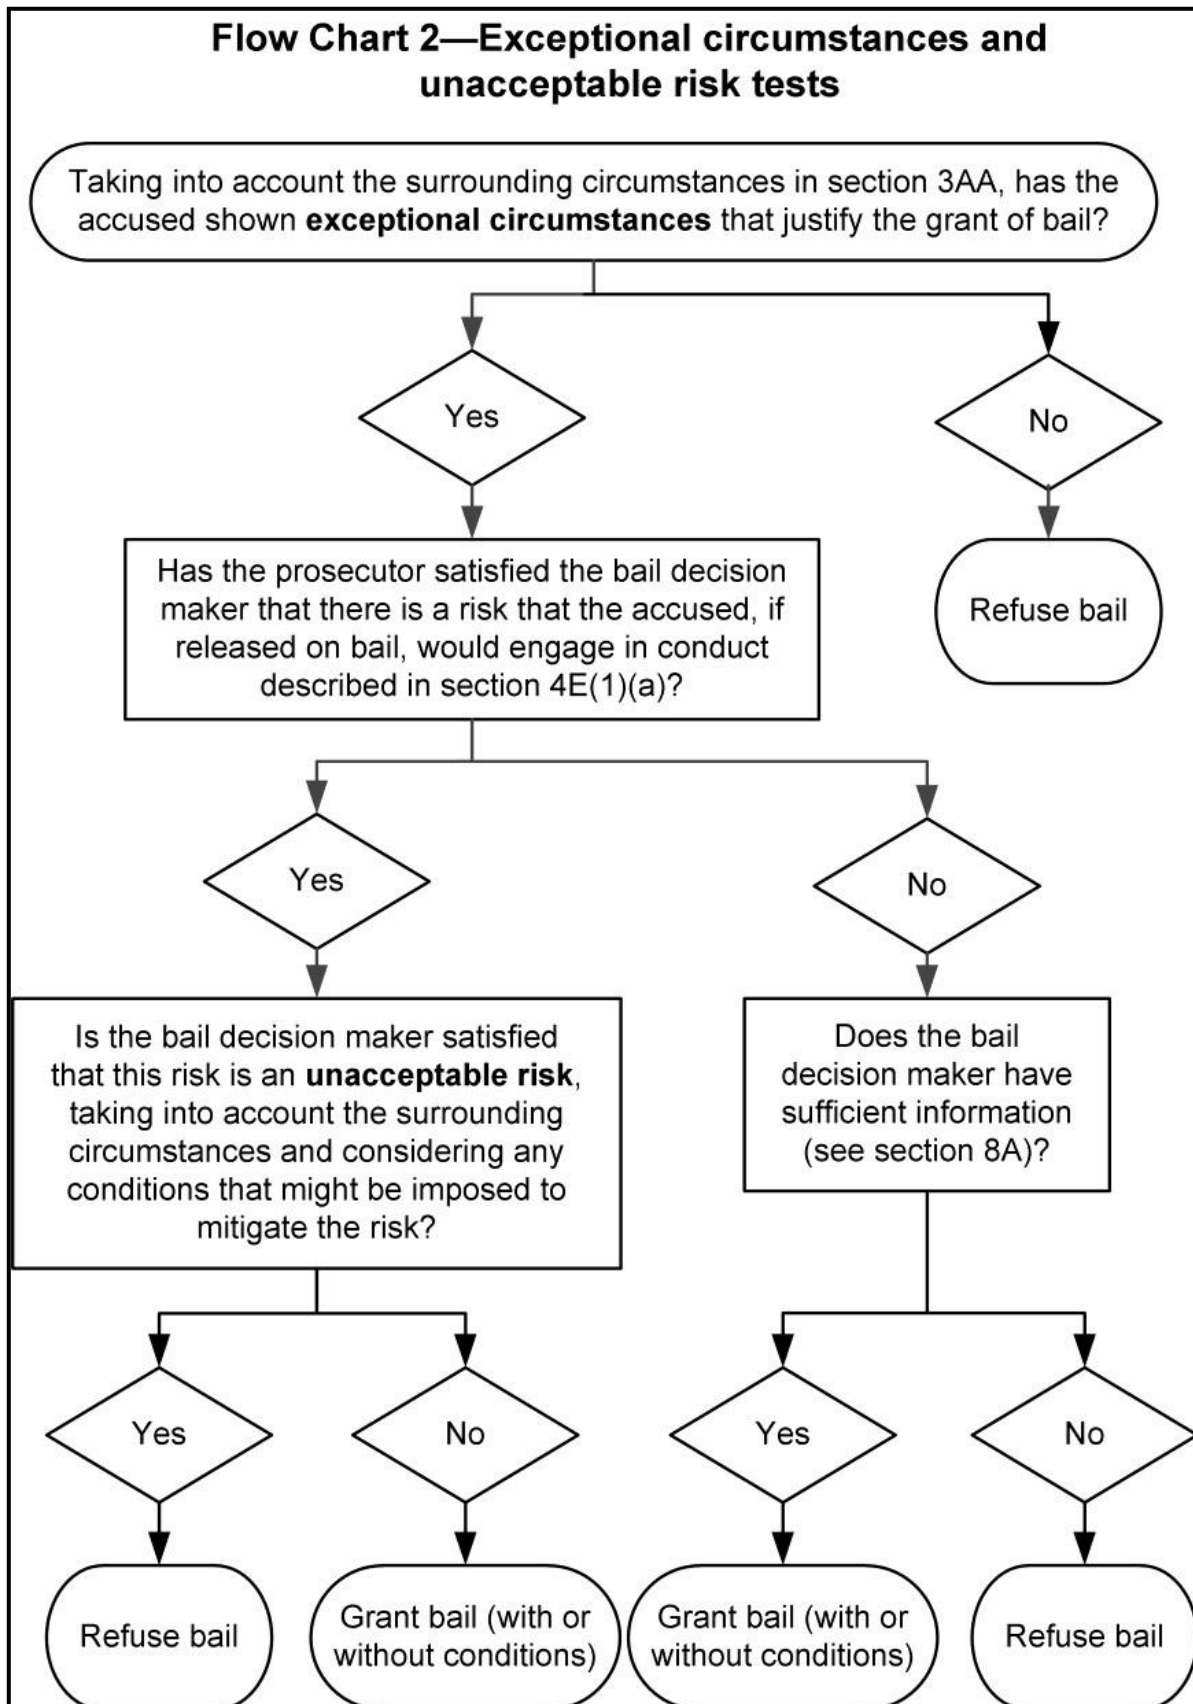 Flow Chart 2—Exceptional circumstances and
unacceptable risk tests
Taking into account the surrounding circumstances in section 3AA, has the
accused shown exceptional circumstances that justify the grant of bail?
Yes
No
Has the prosecutor satisfied the bail decision
maker that there is a risk that the accused, if
released on bail, would engage in conduct
described in section 4E(1)(a)?
Refuse bail
Yes
No
Is the bail decision maker satisfied
that this risk is an unacceptable risk,
taking into account the surrounding
circumstances and considering any
conditions that might be imposed to
mitigate the risk?
Does the bail
decision maker have
sufficient information
(see section 8A)?
Yes
No
Yes
No
Refuse bail
Grant bail (with or
without conditions)
Grant bail (with or
without conditions)
Refuse bail